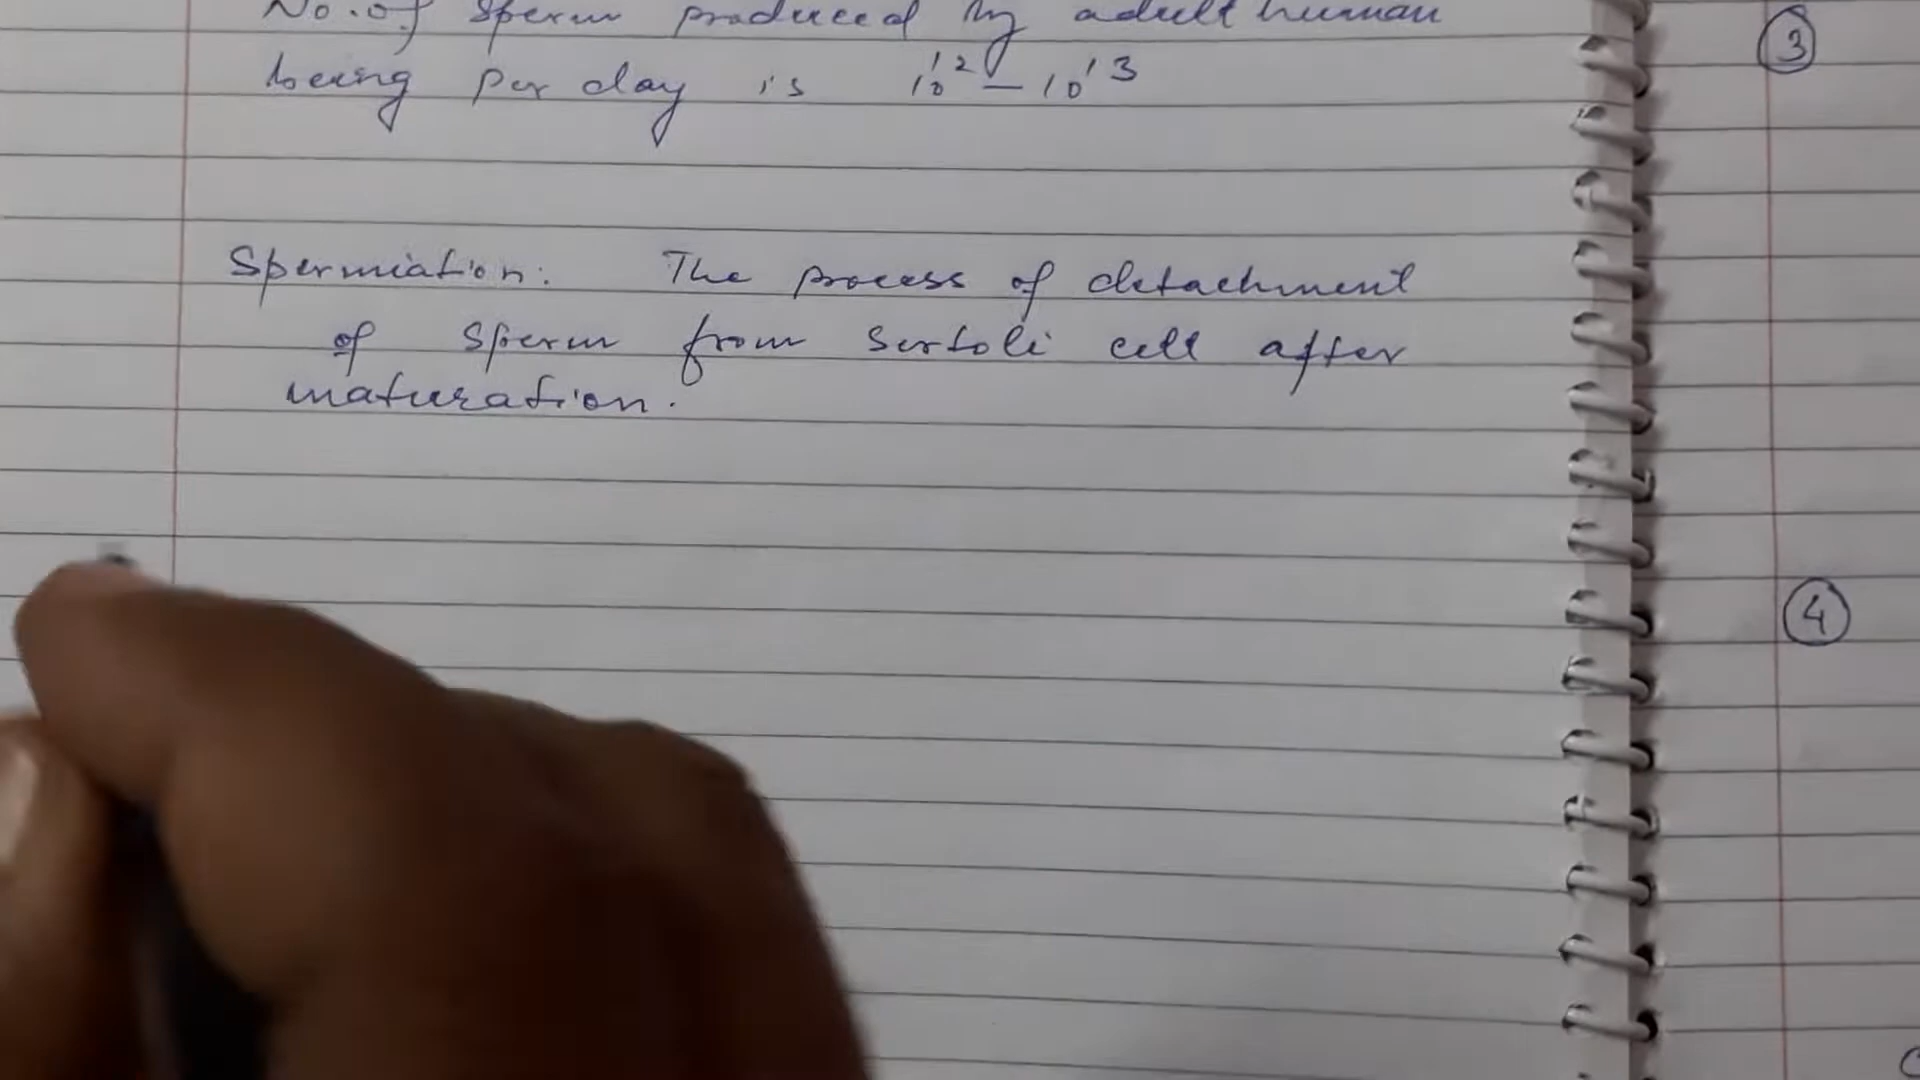 No. of sperm produced by adult human
being per day is 10¹² – 10¹³
Spermiation: The process of detachment
of sperm from Sertoli cell after
maturation.
3
4